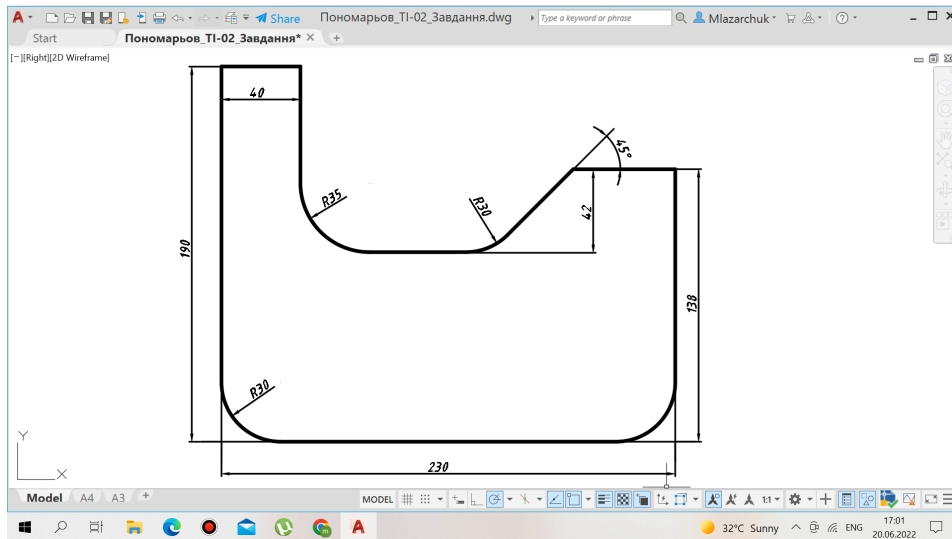 Share Пономарьов_ТІ-02_Завдання.dwg Type a keyword or phrase Mlazarchuk
Start Пономарьов_ТІ-02_Завдання*
[−][Right][2D Wireframe]
40
45°
R35
R30
42
190
138
R30
Y
X
230
Model A4 A3 + MODEL 1:1
32°C Sunny ENG 17:01
20.06.2022